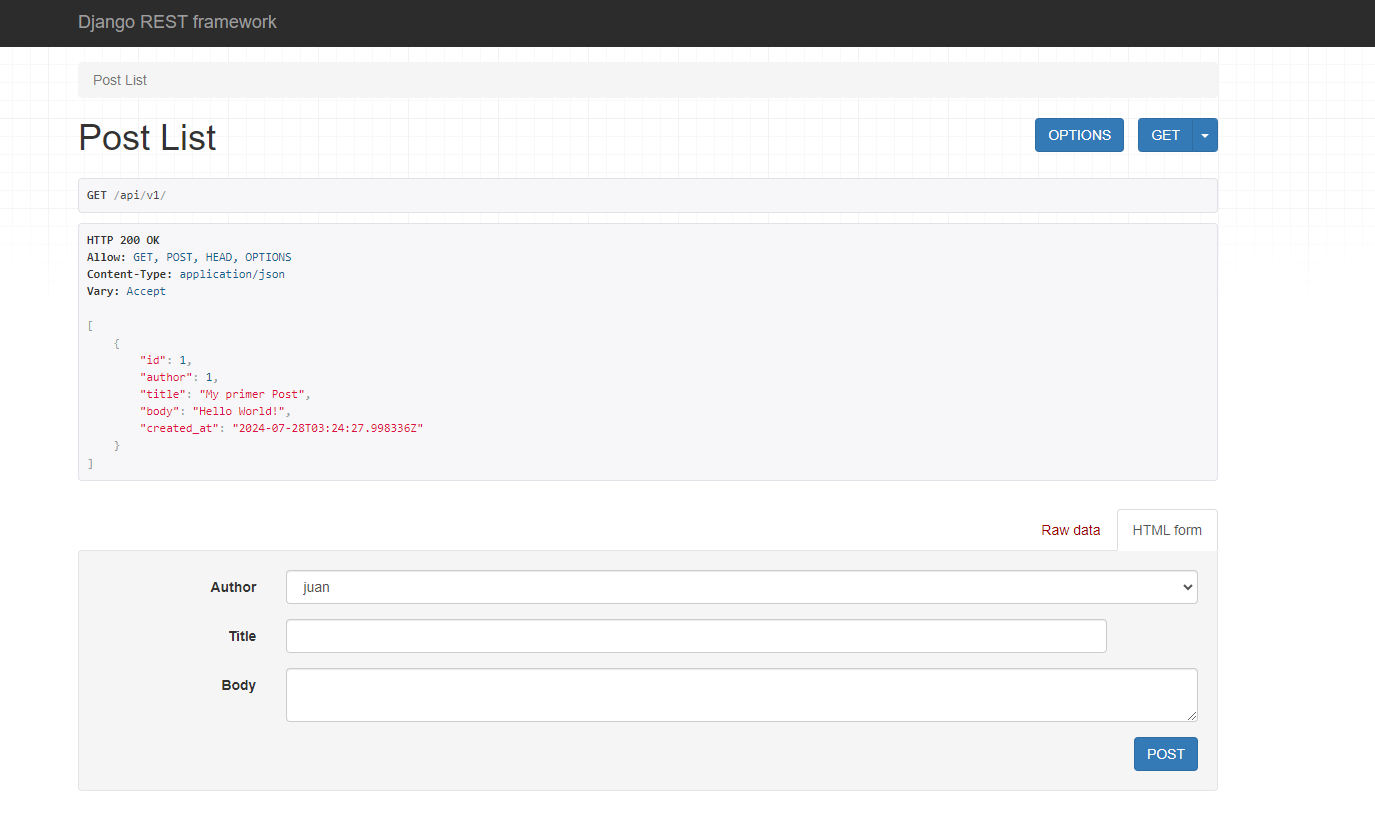 Django REST framework
Post List
Post List
OPTIONS
GET
GET /api/v1/
HTTP 200 OK
Allow: GET, POST, HEAD, OPTIONS
Content-Type: application/json
Vary: Accept
[
    {
        "id": 1,
        "author": 1,
        "title": "My primer Post",
        "body": "Hello World!",
        "created_at": "2024-07-28T03:24:27.998336Z"
    }
]
Raw data
HTML form
Author
juan
Title
Body
POST